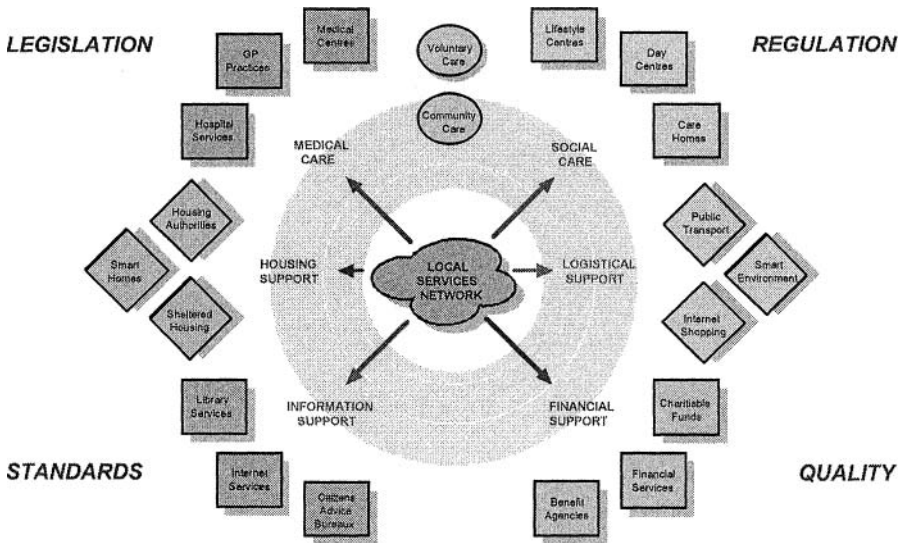 LEGISLATION
REGULATION
Medical
Centres
Voluntary
Care
Lifestyle
Centres
GP
Practices
Day
Centres
Hospital
Services
Community
Care
Care
Homes
MEDICAL
CARE
SOCIAL
CARE
Housing
Authorities
Public
Transport
Smart
Homes
HOUSING
SUPPORT
LOCAL
SERVICES
NETWORK
LOGISTICAL
SUPPORT
Smart
Environment
Sheltered
Housing
Internet
Shopping
Library
Services
INFORMATION
SUPPORT
FINANCIAL
SUPPORT
Charitiable
Funds
STANDARDS
QUALITY
Internet
Services
Financial
Services
Citizens
Advice
Bureaux
Benefit
Agencies